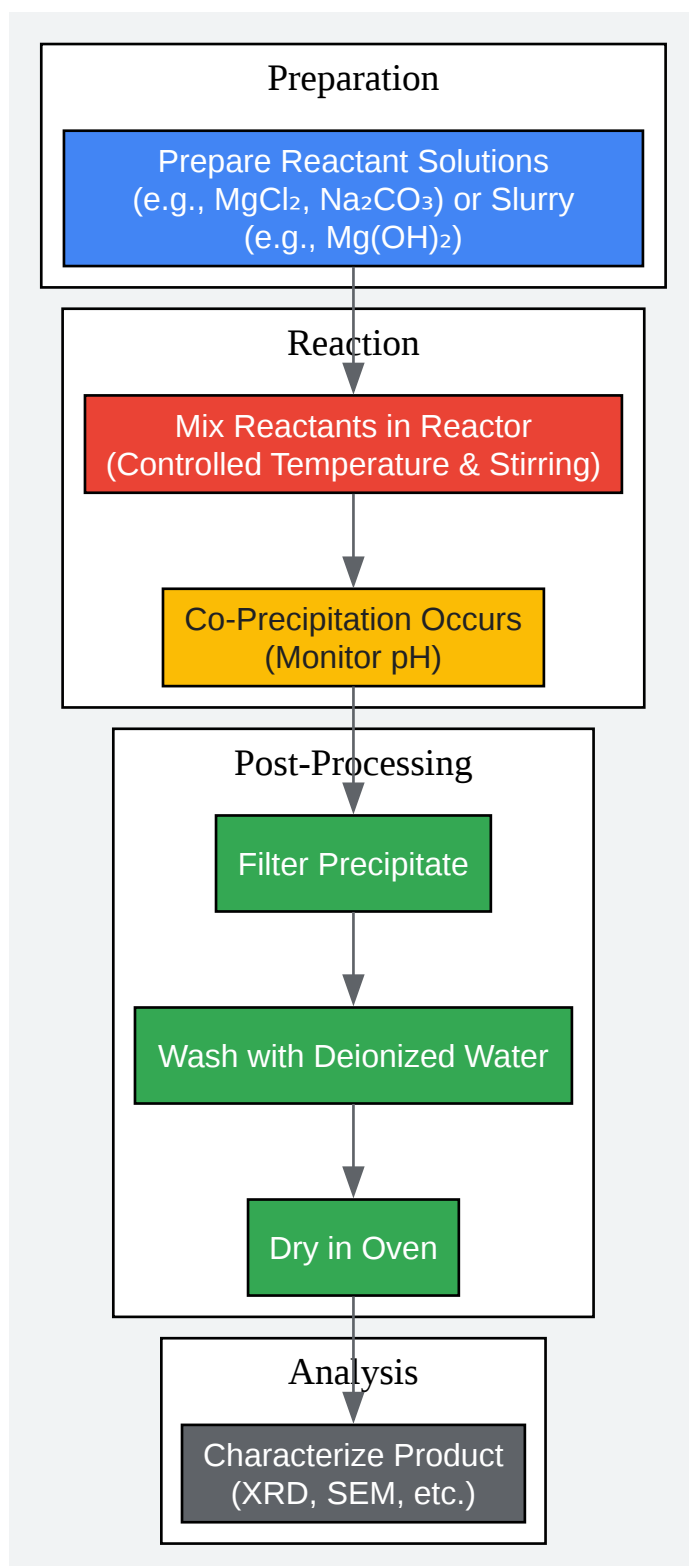 Preparation
Prepare Reactant Solutions
(e.g., MgCl₂, Na₂CO₃) or Slurry
(e.g., Mg(OH)₂)
Reaction
Mix Reactants in Reactor
(Controlled Temperature & Stirring)
Co-Precipitation Occurs
(Monitor pH)
Post-Processing
Filter Precipitate
Wash with Deionized Water
Dry in Oven
Analysis
Characterize Product
(XRD, SEM, etc.)